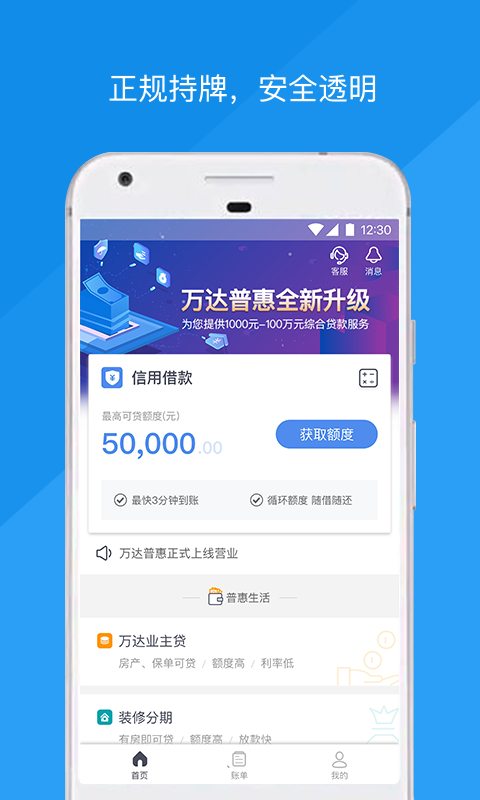 正规持牌，安全透明
12:30
客服
消息
万达普惠全新升级
为您提供1000元-100万元综合贷款服务
信用借款
最高可贷额度(元)
50,000.00
获取额度
最快3分钟到账
循环额度 随借随还
万达普惠正式上线营业
普惠生活
万达业主贷
房产、保单可贷 / 额度高 / 利率低
装修分期
有房即可贷 / 额度高 / 放款快
首页
账单
我的